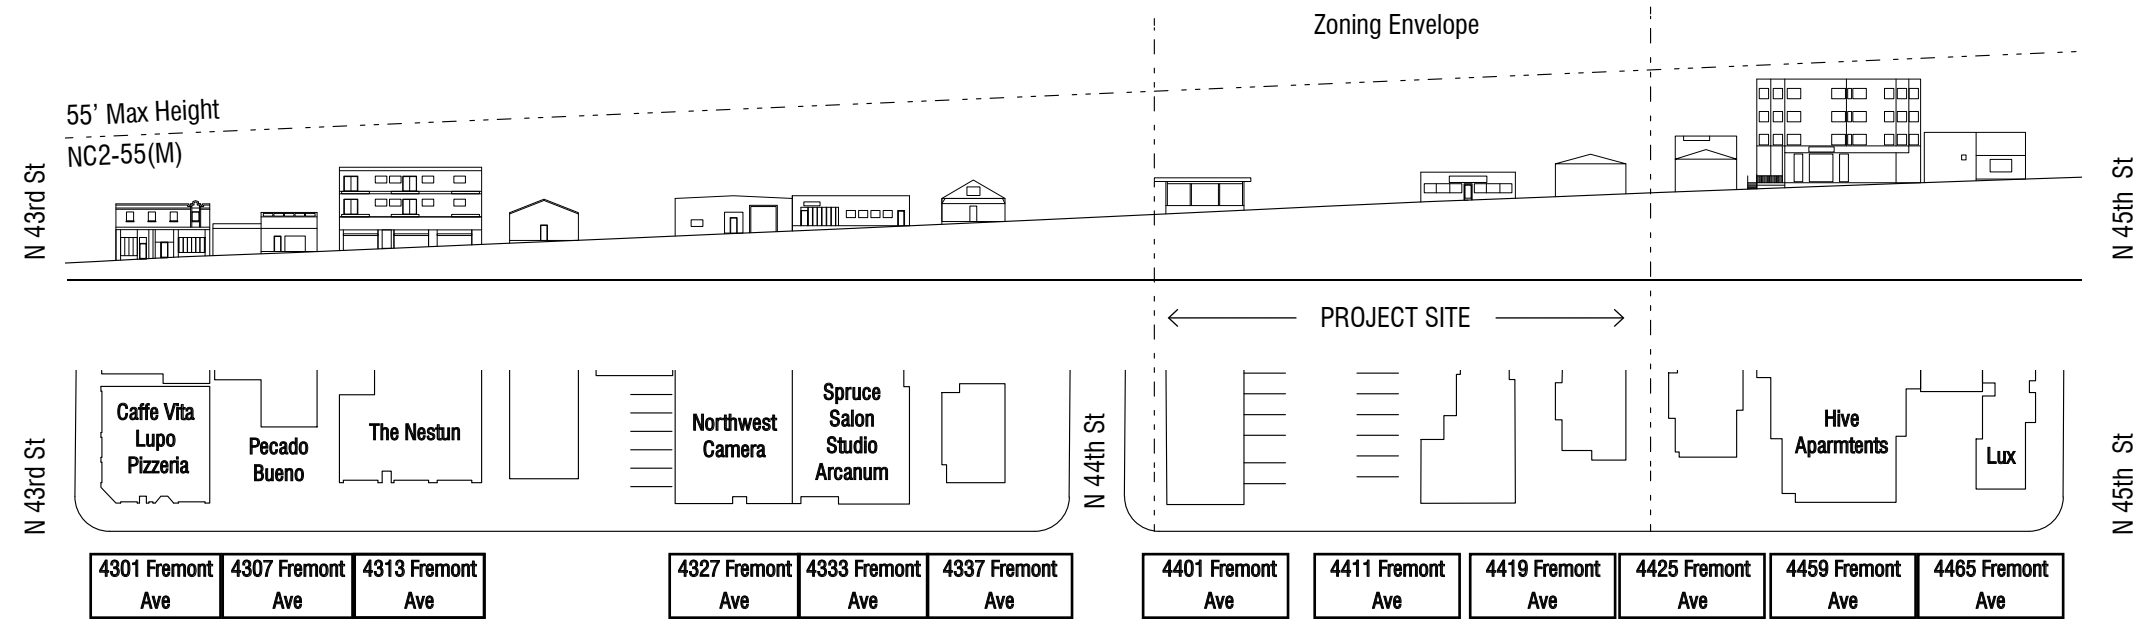 Zoning Envelope
55’ Max Height
NC2-55(M)
N 43rd St
N 45th St
PROJECT SITE
Caffe Vita
Lupo
Pizzeria
Pecado
Bueno
The Nestun
Northwest
Camera
Spruce
Salon
Studio
Arcanum
Hive
Aparmtents
Lux
N 43rd St
N 44th St
N 45th St
4301 Fremont
Ave
4307 Fremont
Ave
4313 Fremont
Ave
4327 Fremont
Ave
4333 Fremont
Ave
4337 Fremont
Ave
4401 Fremont
Ave
4411 Fremont
Ave
4419 Fremont
Ave
4425 Fremont
Ave
4459 Fremont
Ave
4465 Fremont
Ave